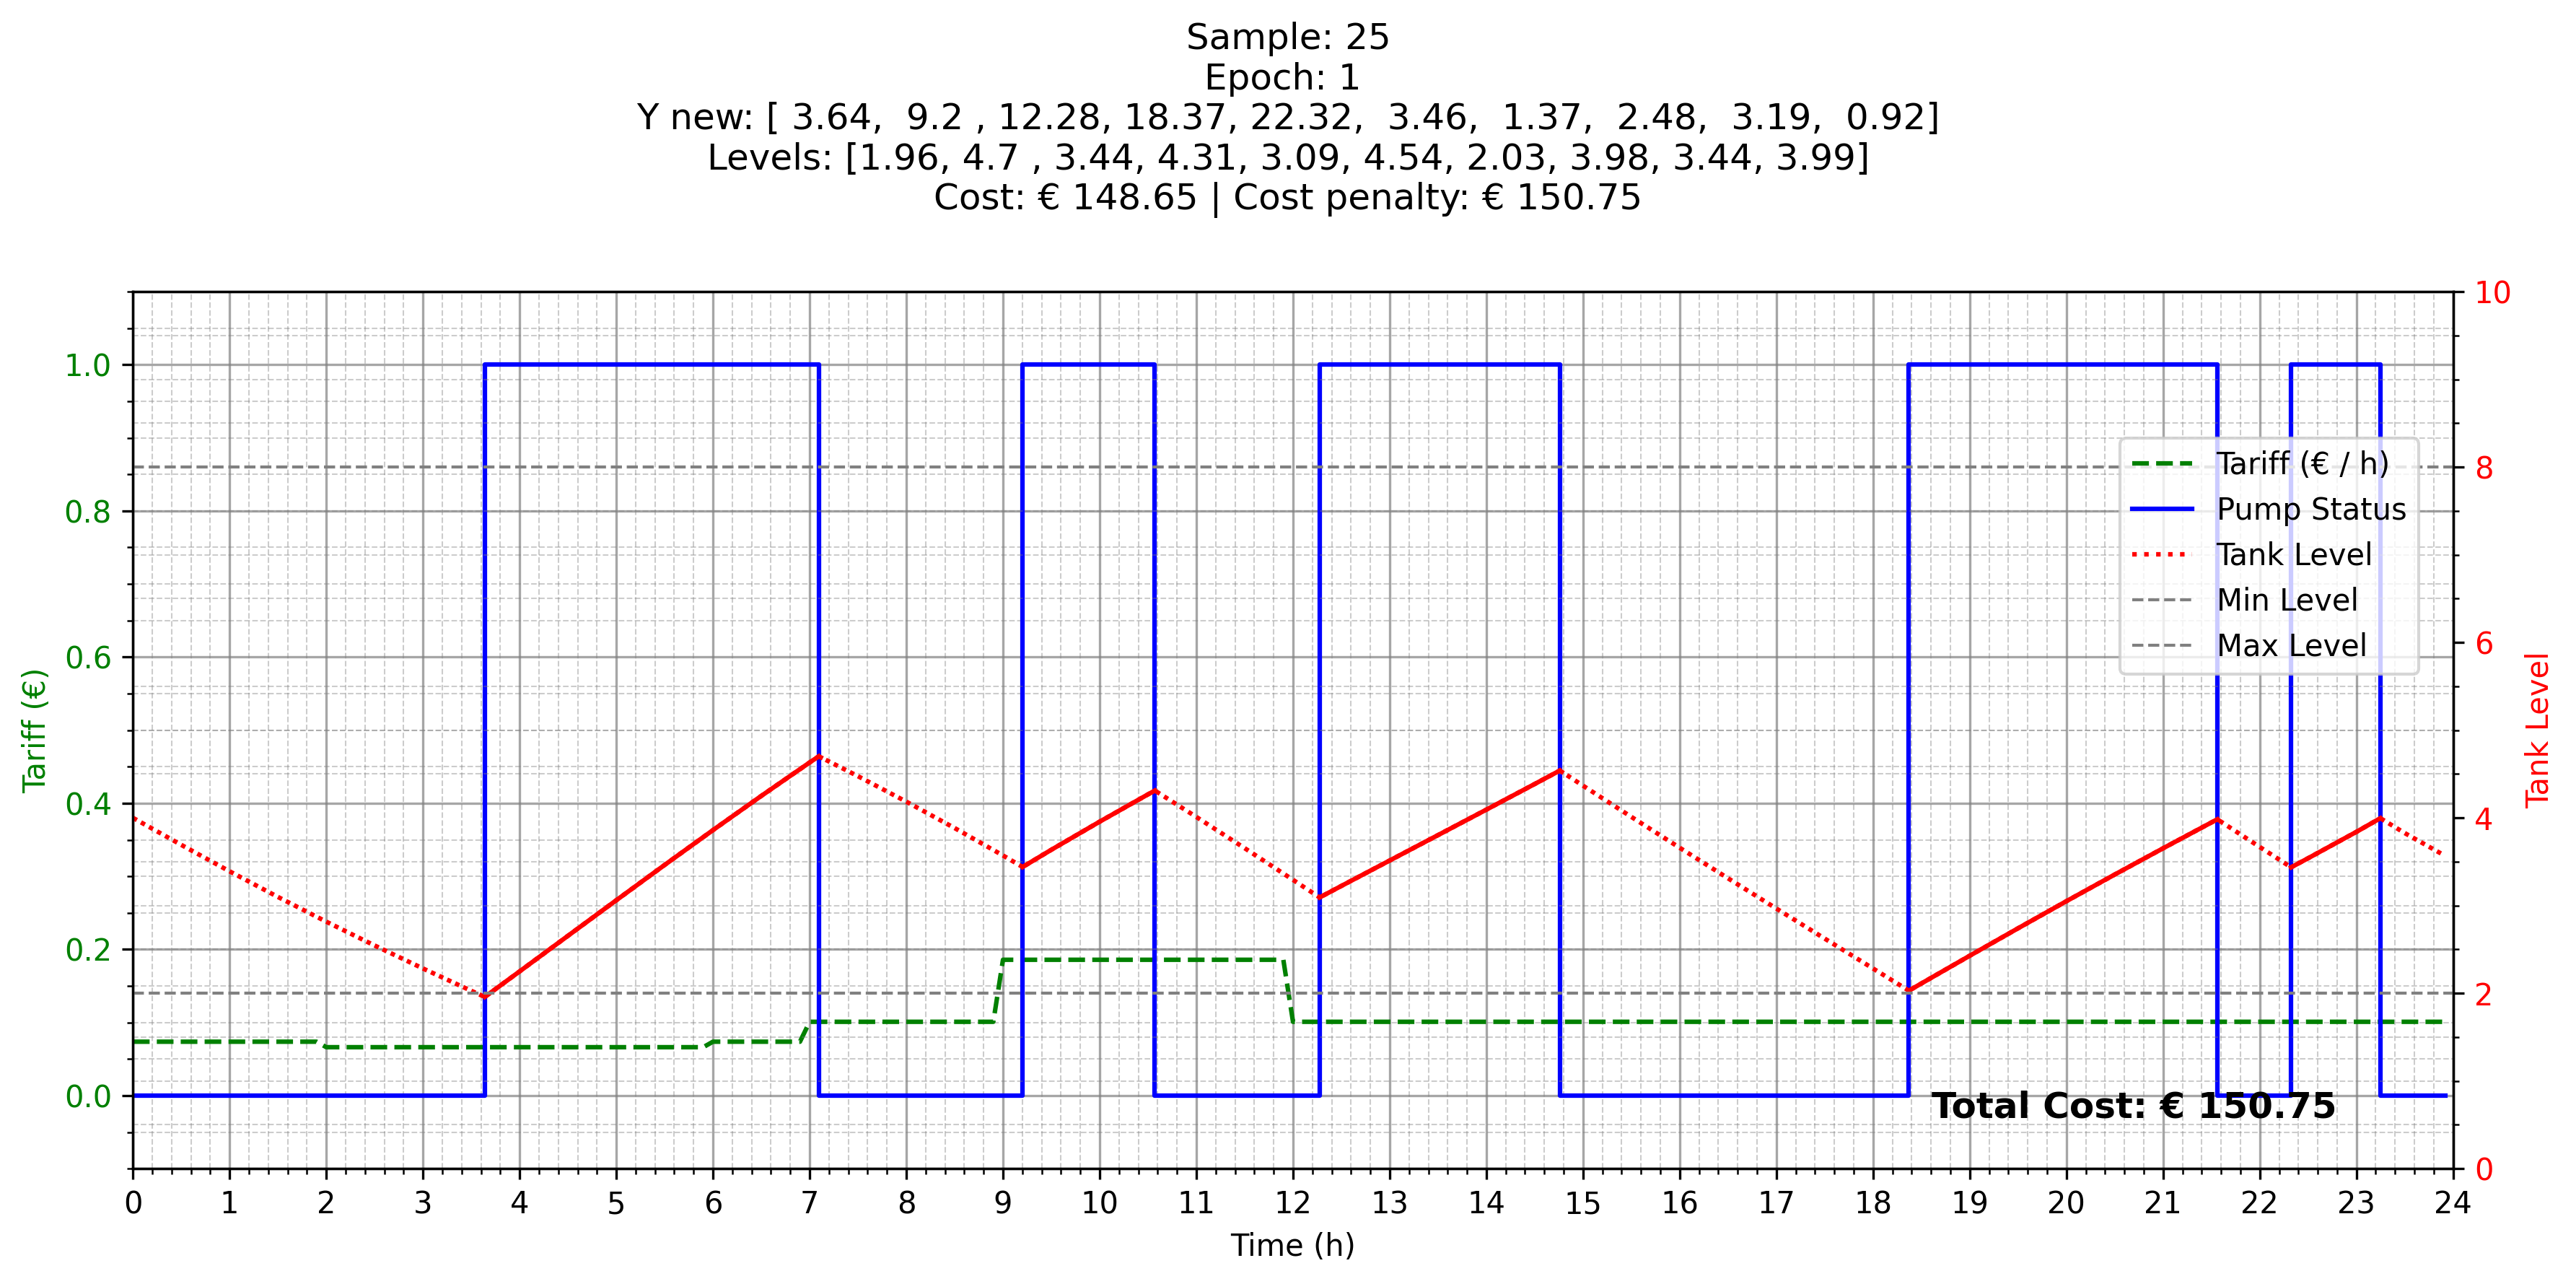 Sample: 25
Epoch: 1
Y new: [ 3.64,  9.2 , 12.28, 18.37, 22.32,  3.46,  1.37,  2.48,  3.19,  0.92]
Levels: [1.96, 4.7 , 3.44, 4.31, 3.09, 4.54, 2.03, 3.98, 3.44, 3.99]
Cost: € 148.65 | Cost penalty: € 150.75
Tariff (€)
1.0
0.8
0.6
0.4
0.2
0.0
10
8
6
4
2
0
Tank Level
Tariff (€ / h)
Pump Status
Tank Level
Min Level
Max Level
Total Cost: € 150.75
0 1 2 3 4 5 6 7 8 9 10 11 12 13 14 15 16 17 18 19 20 21 22 23 24
Time (h)